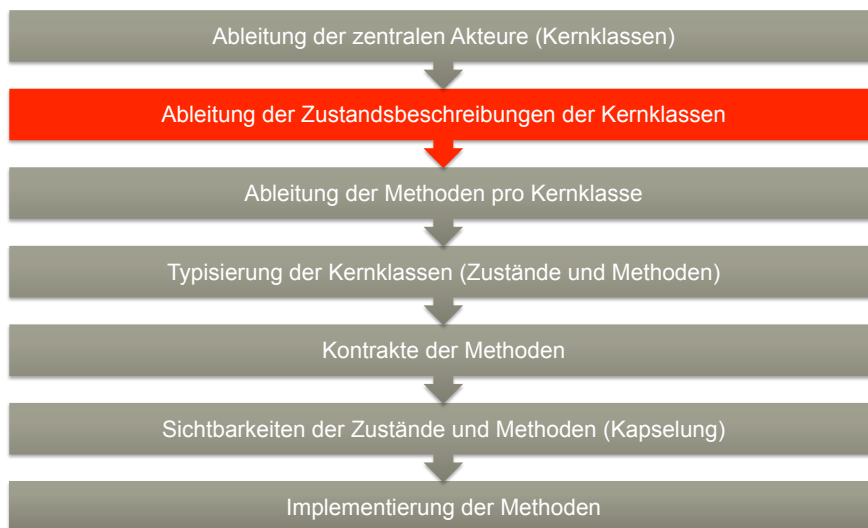 Ableitung der zentralen Akteure (Kernklassen)
Ableitung der Zustandsbeschreibungen der Kernklassen
Ableitung der Methoden pro Kernklasse
Typisierung der Kernklassen (Zustände und Methoden)
Kontrakte der Methoden
Sichtbarkeiten der Zustände und Methoden (Kapselung)
Implementierung der Methoden